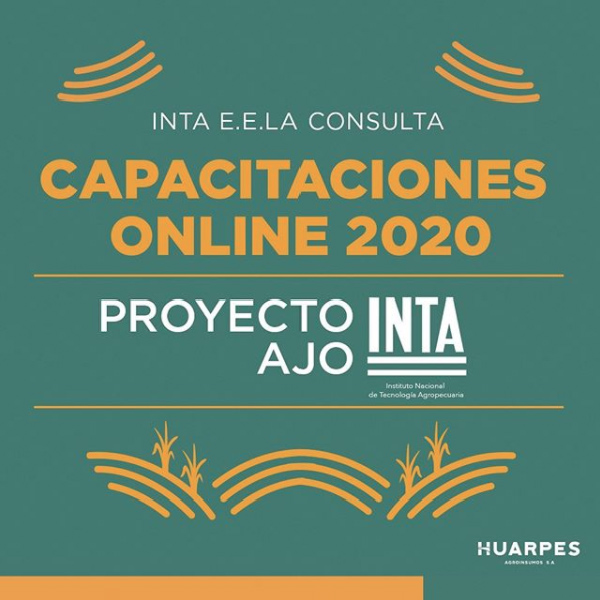 INTA E.E.LA CONSULTA
CAPACITACIONES
ONLINE 2020
PROYECTO
AJO
INTA
Instituto Nacional
de Tecnología Agropecuaria
HUARPES
AGROINSUMOS S.A